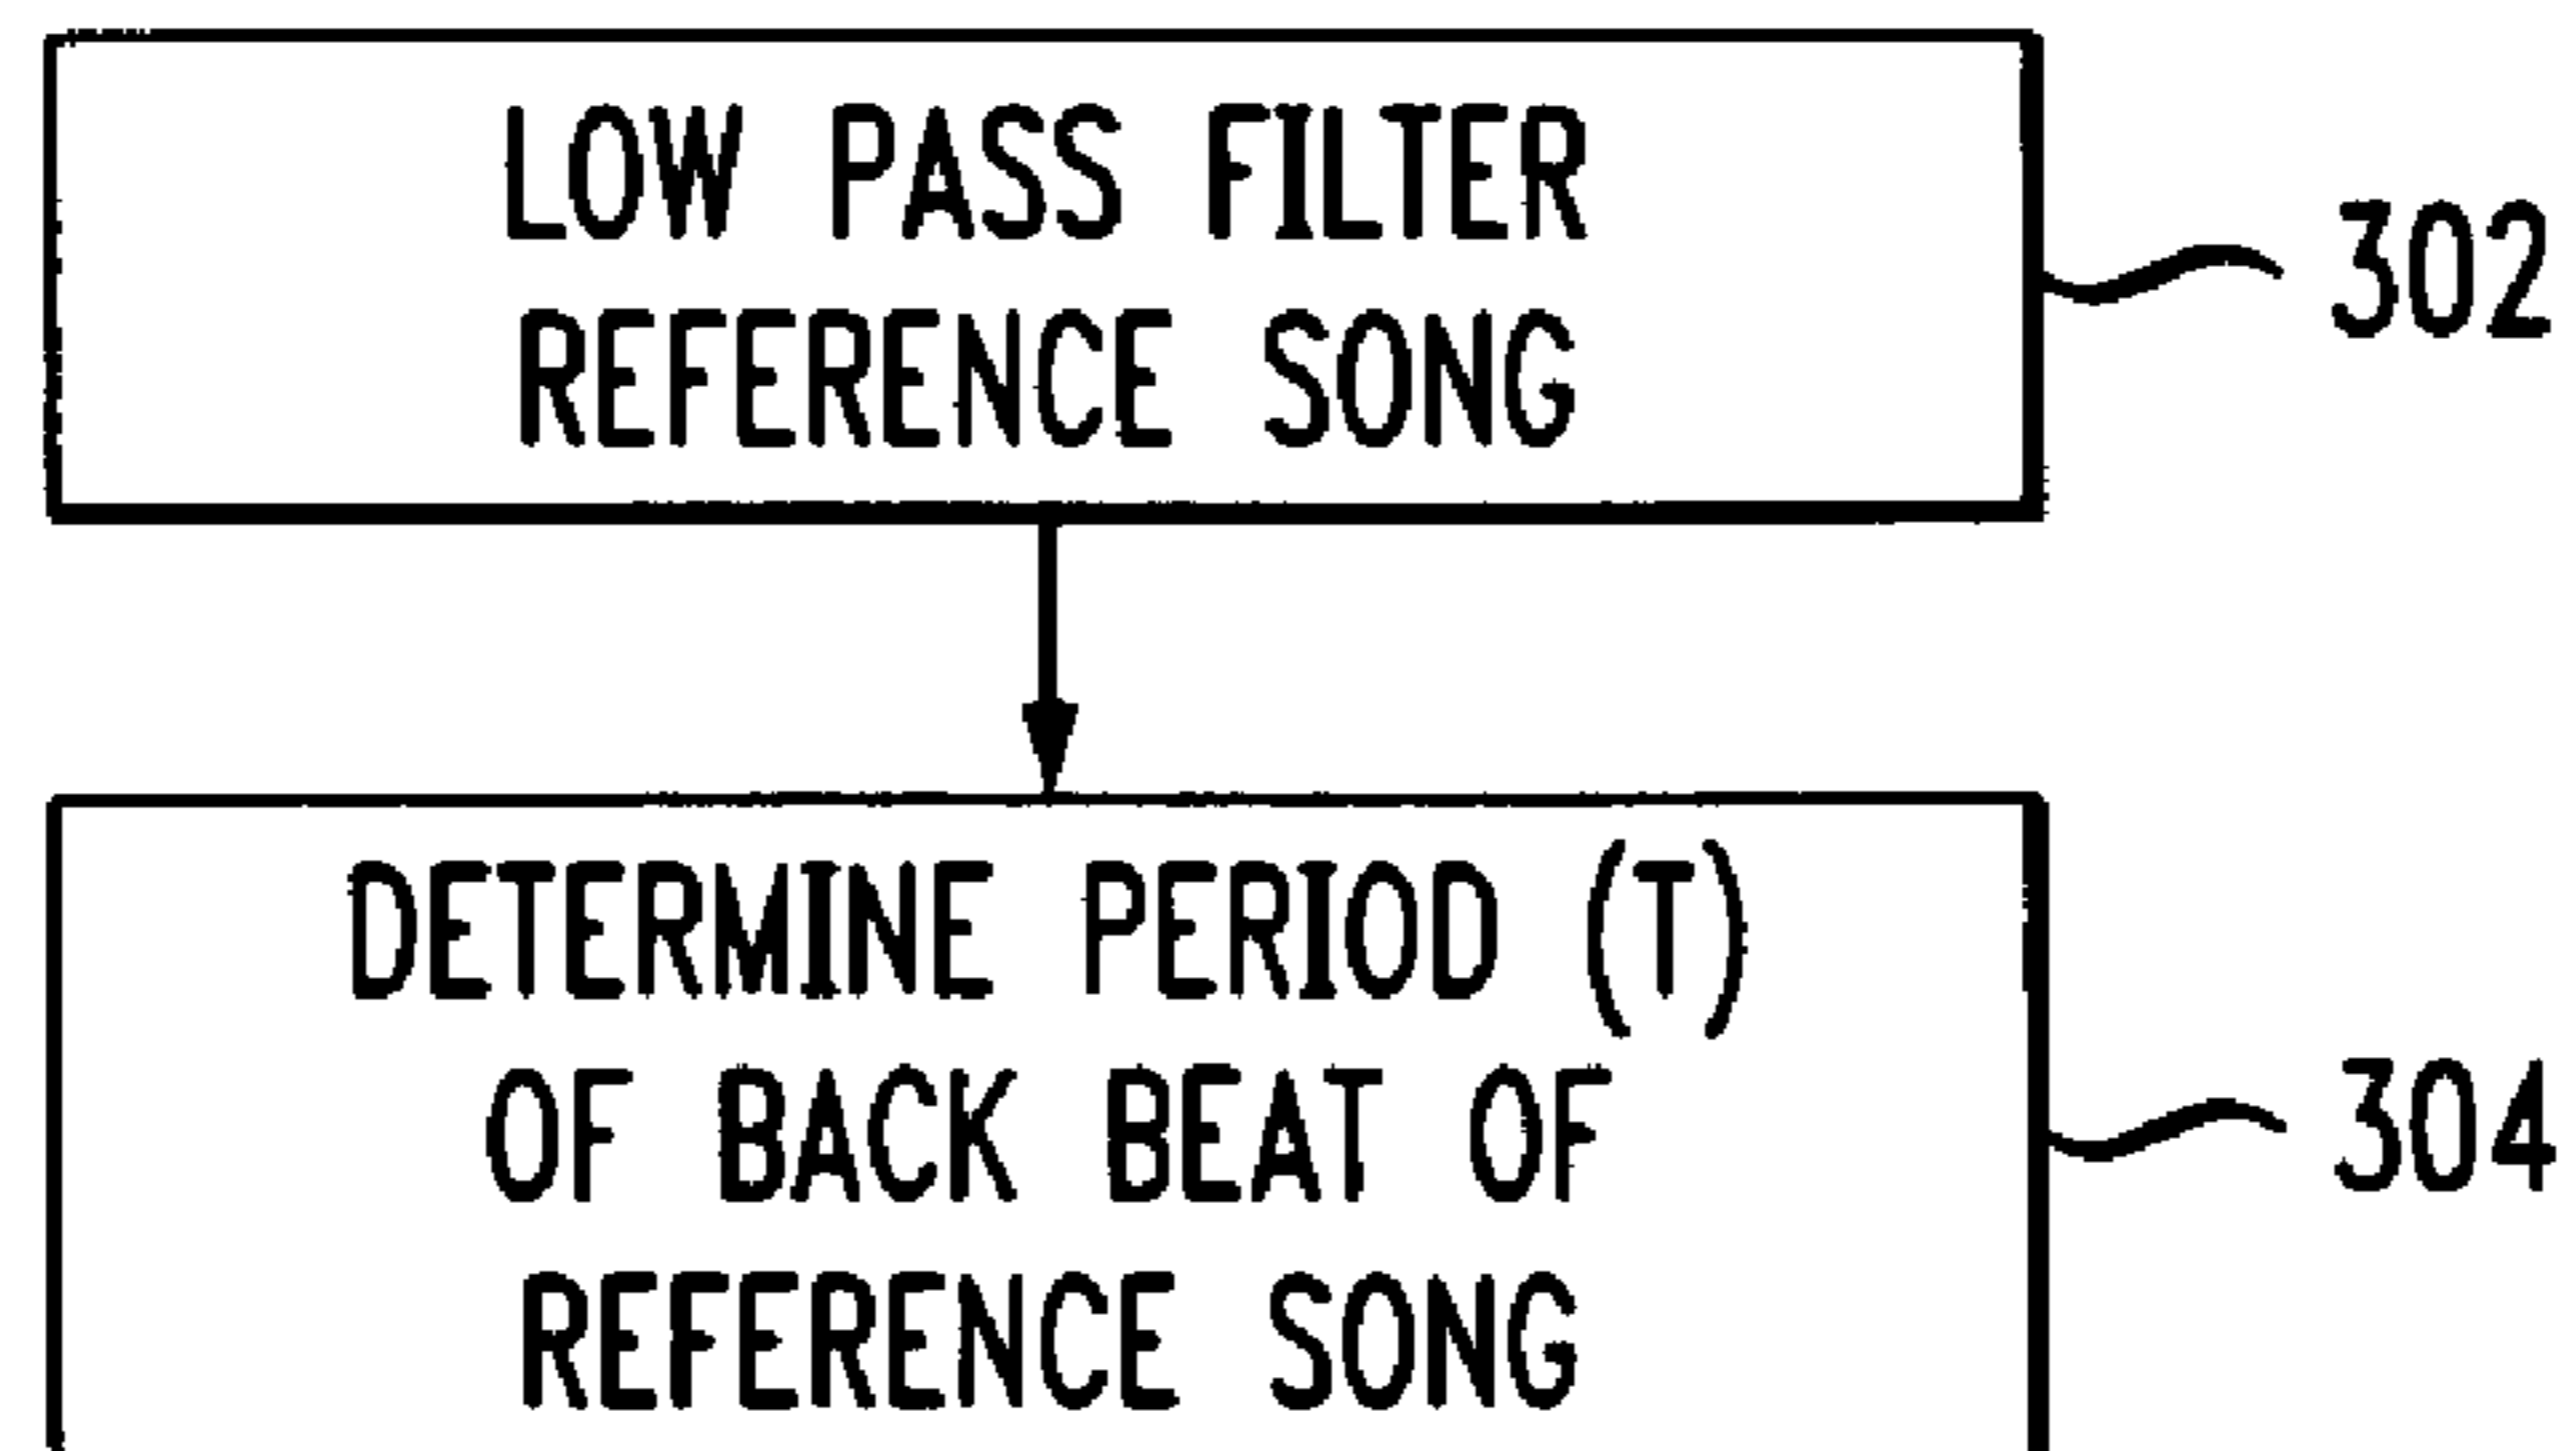 LOW PASS FILTER
REFERENCE SONG
302
DETERMINE PERIOD (T)
OF BACK BEAT OF
REFERENCE SONG
304